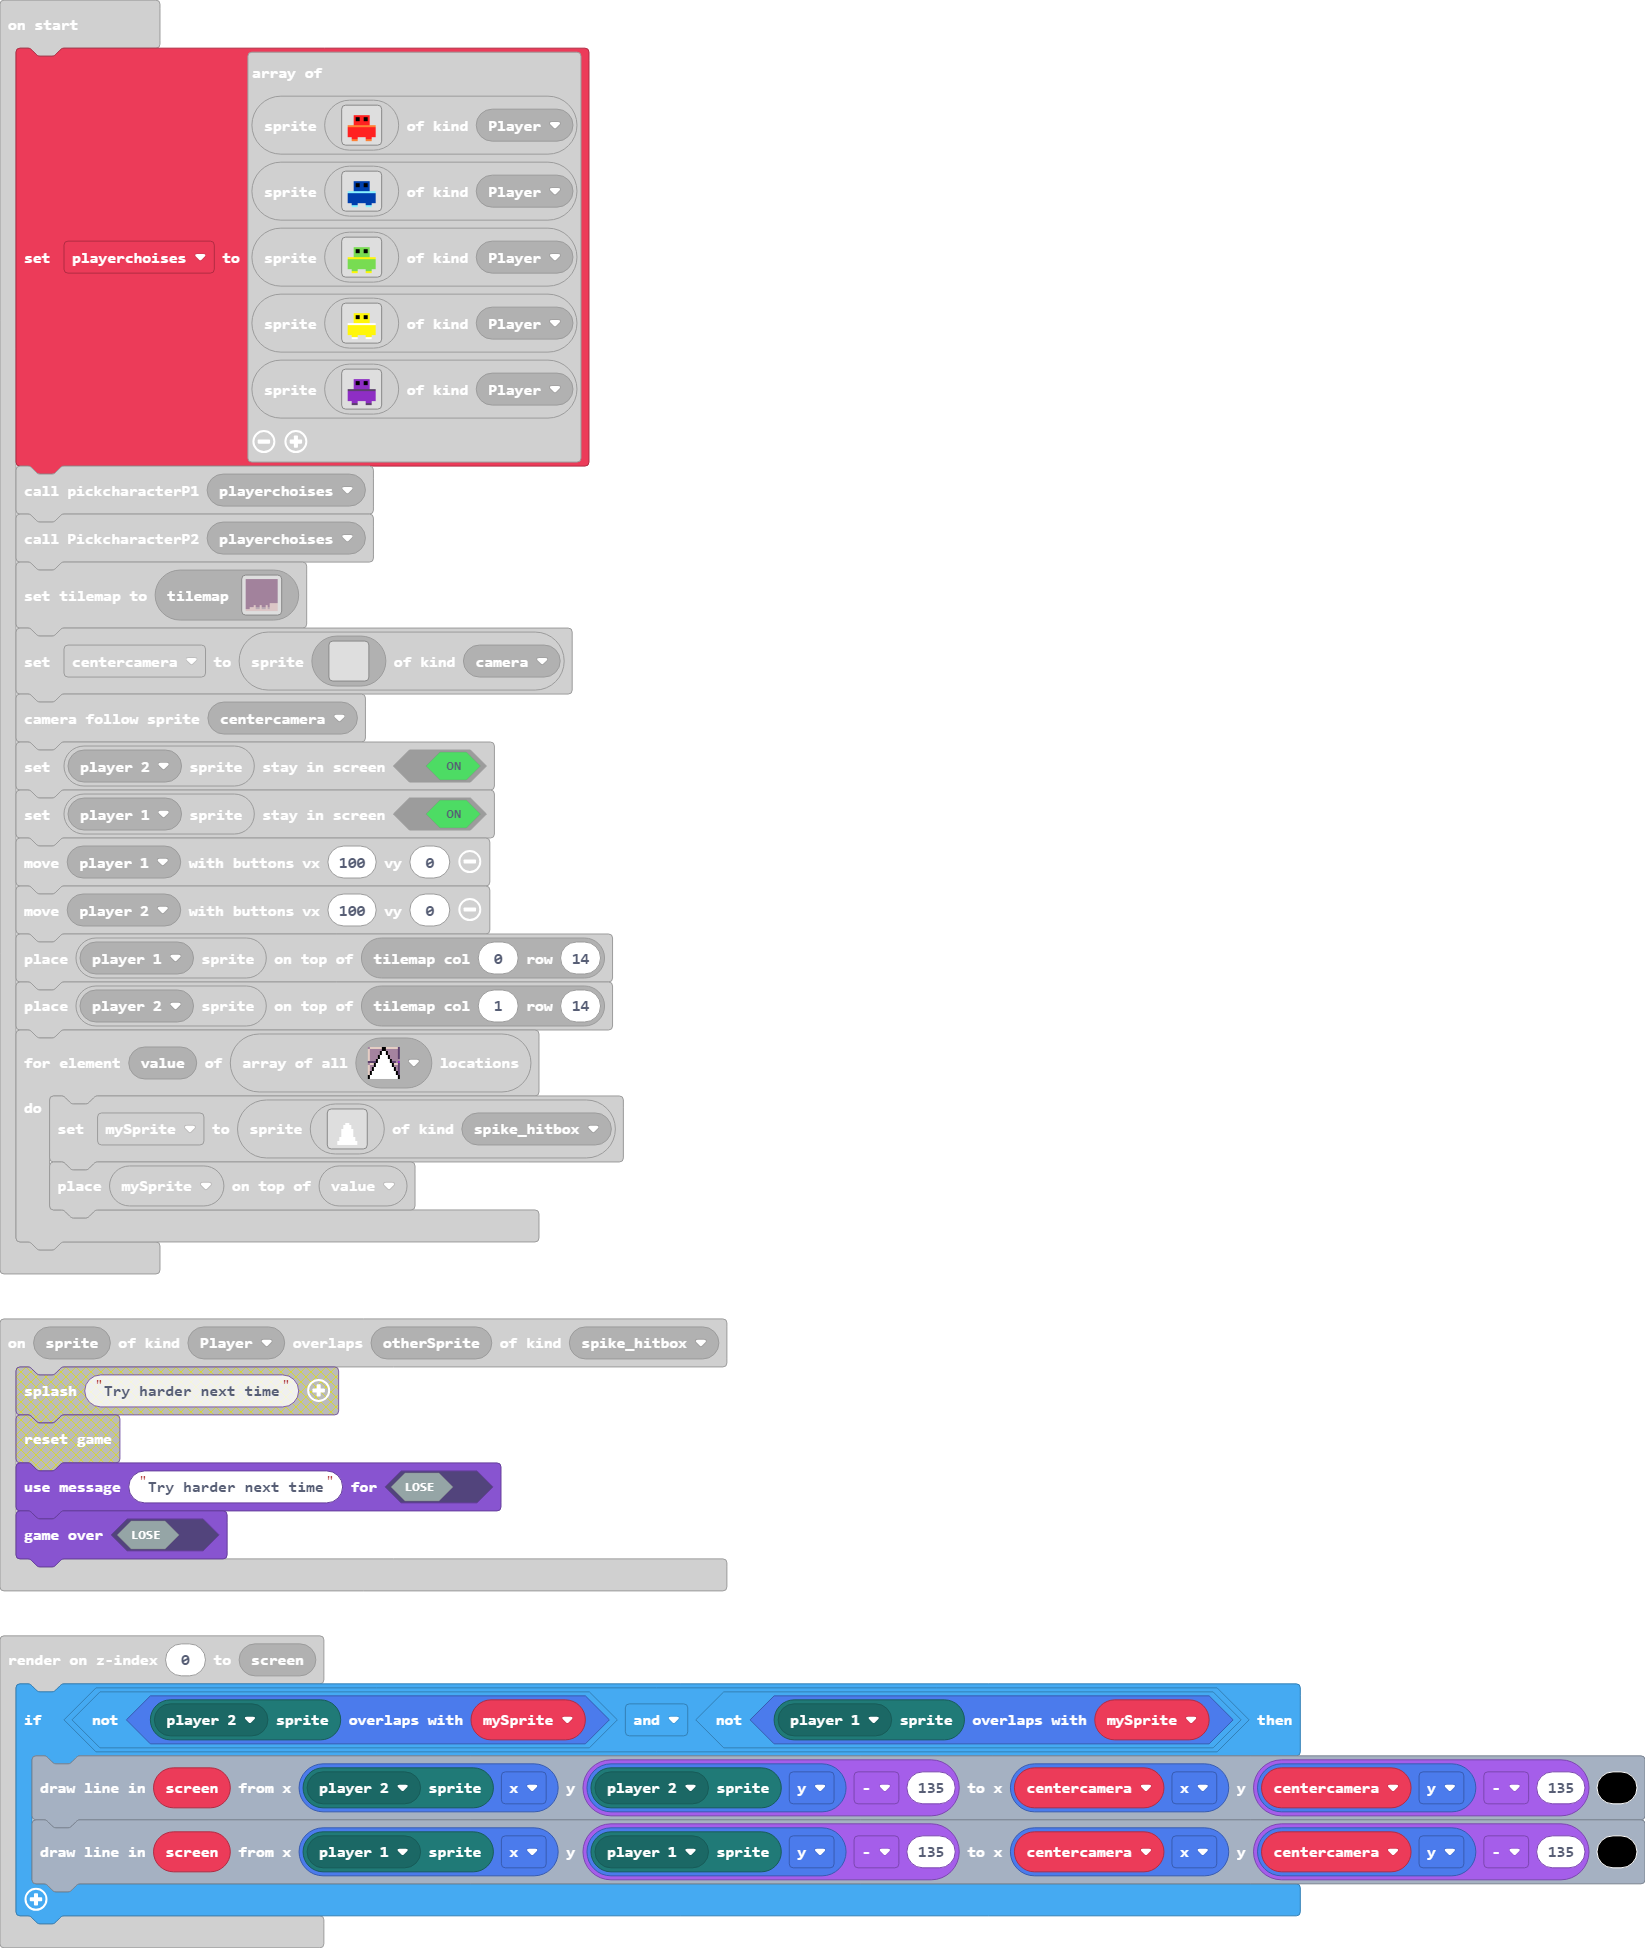 on start
array of
sprite of kind Player
sprite of kind Player
set playerchoises to sprite of kind Player
sprite of kind Player
sprite of kind Player
call pickcharacterP1 playerchoises
call PickcharacterP2 playerchoises
set tilemap to tilemap
set centercamera to sprite of kind camera
camera follow sprite centercamera
set player 2 sprite stay in screen ON
set player 1 sprite stay in screen ON
move player 1 with buttons vx 100 vy 0
move player 2 with buttons vx 100 vy 0
place player 1 sprite on top of tilemap col 0 row 14
place player 2 sprite on top of tilemap col 1 row 14
for element value of array of all locations
do
set mySprite to sprite of kind spike_hitbox
place mySprite on top of value
on sprite of kind Player overlaps otherSprite of kind spike_hitbox
splash "Try harder next time"
reset game
use message "Try harder next time" for LOSE
game over LOSE
render on z-index 0 to screen
if not player 2 sprite overlaps with mySprite and not player 1 sprite overlaps with mySprite then
draw line in screen from x player 2 sprite x y player 2 sprite y - 135 to x centercamera x y centercamera y - 135
draw line in screen from x player 1 sprite x y player 1 sprite y - 135 to x centercamera x y centercamera y - 135